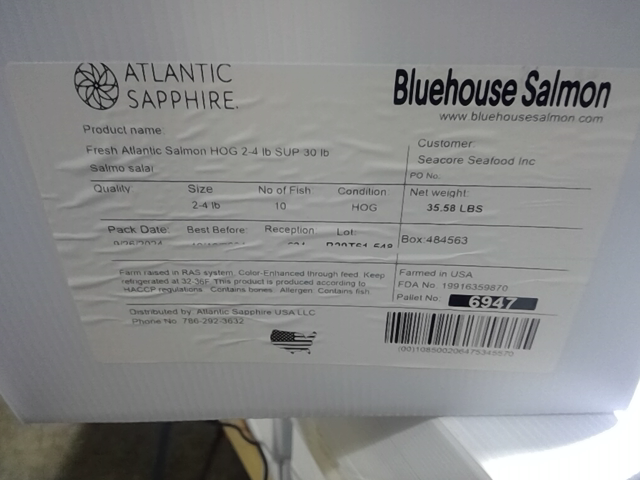 ATLANTIC
SAPPHIRE.
Bluehouse Salmon
www.bluehousesalmon.com
Product name:
Fresh Atlantic Salmon HOG 2-4 lb SUP 30 lb
Salmo salar
Customer
Seacore Seafood Inc
PO No.
Quality: Size No of Fish Condition
2-4 lb 10 HOG
Net weight:
35.58 LBS
Pack Date: Best Before: Reception: Lot:
Box:484563
Farm raised in RAS system, Color-Enhanced through feed. Keep
refrigerated at 32-36F. This product is produced according to
HACCP regulations. Contains bones. Allergen: Contains fish.
Farmed in USA
FDA No. 19916359870
Pallet No: 6947
Distributed by: Atlantic Sapphire USA LLC
Phone No. 786-292-3632
(00)108500206475345570